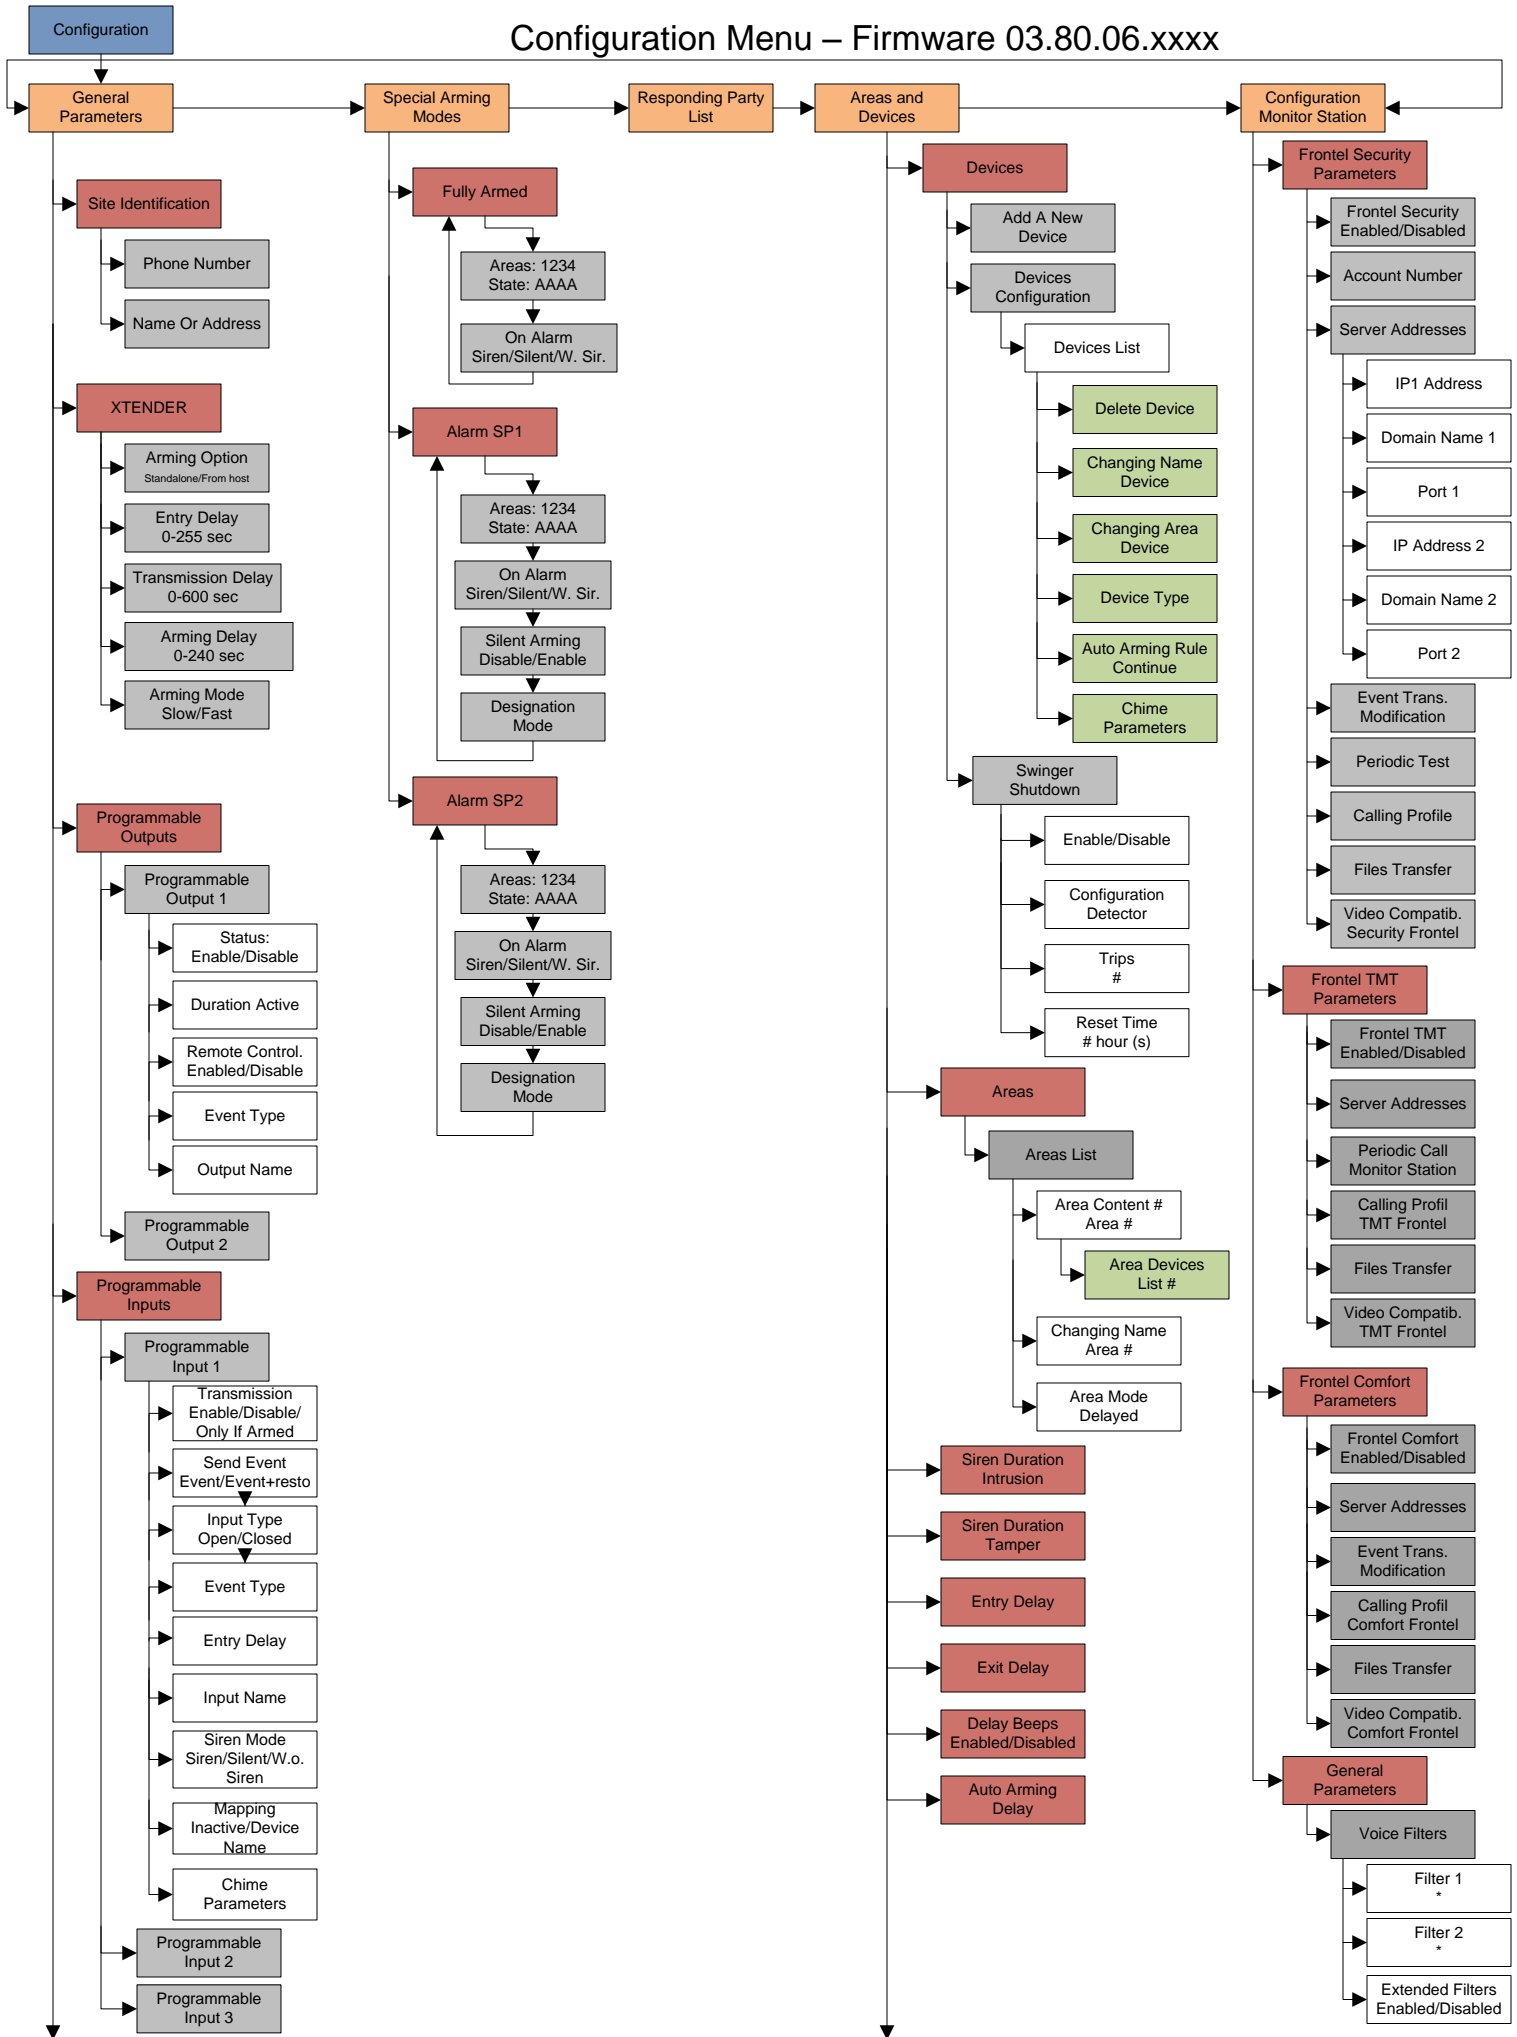 Configuration
Configuration Menu – Firmware 03.80.06.xxxx
General
Parameters
Special Arming
Modes
Responding Party
List
Areas and
Devices
Configuration
Monitor Station
Site Identification
Phone Number
Name Or Address
XTENDER
Arming Option
Standalone/From host
Entry Delay
0-255 sec
Transmission Delay
0-600 sec
Arming Delay
0-240 sec
Arming Mode
Slow/Fast
Programmable
Outputs
Programmable
Output 1
Status:
Enable/Disable
Duration Active
Remote Control.
Enabled/Disable
Event Type
Output Name
Programmable
Output 2
Programmable
Inputs
Programmable
Input 1
Transmission
Enable/Disable/
Only If Armed
Send Event
Event/Event+resto
Input Type
Open/Closed
Event Type
Entry Delay
Input Name
Siren Mode
Siren/Silent/W.o.
Siren
Mapping
Inactive/Device
Name
Chime
Parameters
Programmable
Input 2
Programmable
Input 3
Fully Armed
Areas: 1234
State: AAAA
On Alarm
Siren/Silent/W. Sir.
Alarm SP1
Areas: 1234
State: AAAA
On Alarm
Siren/Silent/W. Sir.
Silent Arming
Disable/Enable
Designation
Mode
Alarm SP2
Areas: 1234
State: AAAA
On Alarm
Siren/Silent/W. Sir.
Silent Arming
Disable/Enable
Designation
Mode
Devices
Add A New
Device
Devices
Configuration
Devices List
Delete Device
Changing Name
Device
Changing Area
Device
Device Type
Auto Arming Rule
Continue
Chime
Parameters
Swinger
Shutdown
Enable/Disable
Configuration
Detector
Trips
#
Reset Time
# hour (s)
Areas
Areas List
Area Content #
Area #
Area Devices
List #
Changing Name
Area #
Area Mode
Delayed
Siren Duration
Intrusion
Siren Duration
Tamper
Entry Delay
Exit Delay
Delay Beeps
Enabled/Disabled
Auto Arming
Delay
Frontel Security
Parameters
Frontel Security
Enabled/Disabled
Account Number
Server Addresses
IP1 Address
Domain Name 1
Port 1
IP Address 2
Domain Name 2
Port 2
Event Trans.
Modification
Periodic Test
Calling Profile
Files Transfer
Video Compatib.
Security Frontel
Frontel TMT
Parameters
Frontel TMT
Enabled/Disabled
Server Addresses
Periodic Call
Monitor Station
Calling Profil
TMT Frontel
Files Transfer
Video Compatib.
TMT Frontel
Frontel Comfort
Parameters
Frontel Comfort
Enabled/Disabled
Server Addresses
Event Trans.
Modification
Calling Profil
Comfort Frontel
Files Transfer
Video Compatib.
Comfort Frontel
General
Parameters
Voice Filters
Filter 1
*
Filter 2
*
Extended Filters
Enabled/Disabled